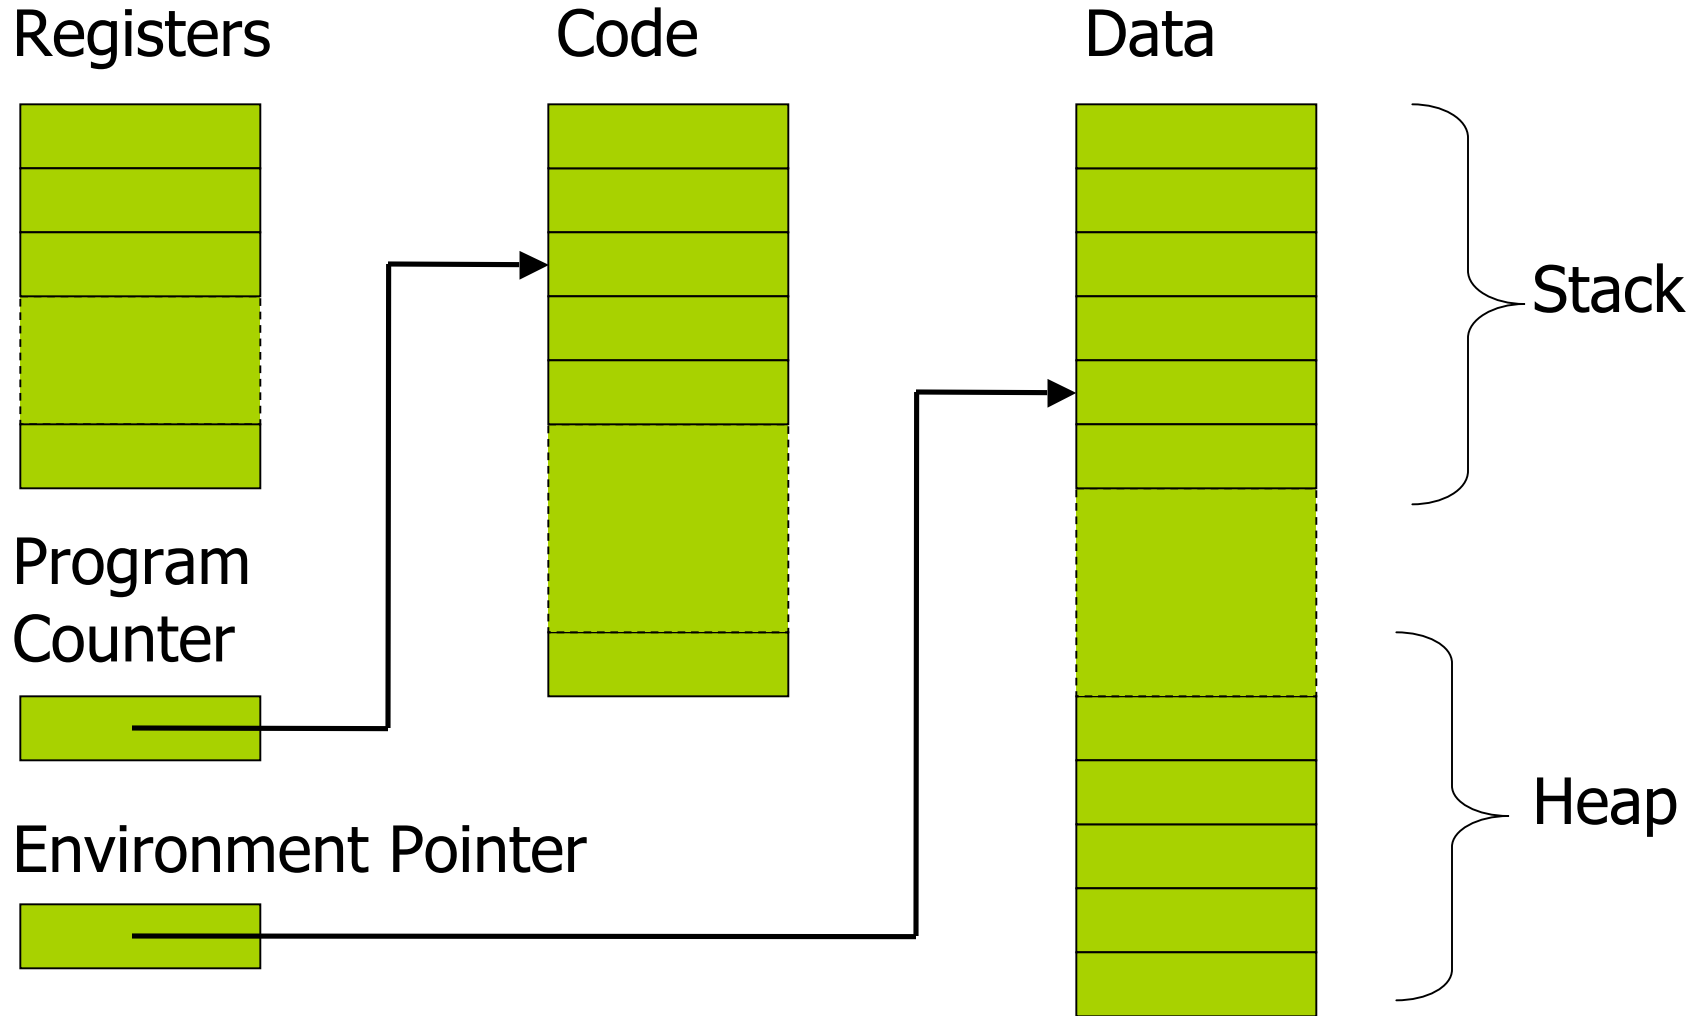 Registers
Code
Data
Stack
Program
Counter
Heap
Environment Pointer